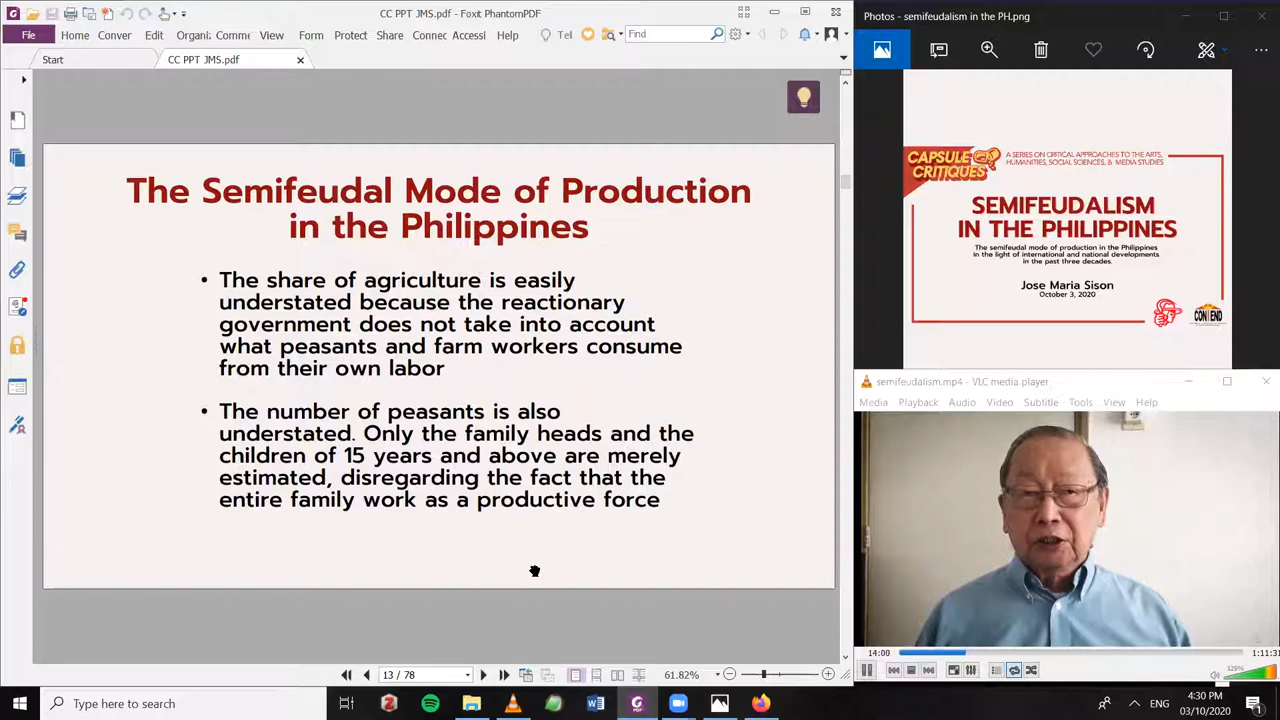 CC PPT JMS.pdf - Foxit PhantomPDF
File Home Conver Edit Organi: Comme View Form Protect Share Connec Accessi Help Tel Find
Start CC PPT JMS.pdf
The Semifeudal Mode of Production
in the Philippines
• The share of agriculture is easily
understated because the reactionary
government does not take into account
what peasants and farm workers consume
from their own labor
• The number of peasants is also
understated. Only the family heads and the
children of 15 years and above are merely
estimated, disregarding the fact that the
entire family work as a productive force
13 / 78 61.82%
Photos - semifeudalism in the PH.png
CAPSULE
CRITIQUES
A SERIES ON CRITICAL APPROACHES TO THE ARTS,
HUMANITIES, SOCIAL SCIENCES, & MEDIA STUDIES
SEMIFEUDALISM
IN THE PHILIPPINES
The semifeudal mode of production in the Philippines
in the light of international and national developments
in the past three decades.
Jose Maria Sison
October 3, 2020
CONTEND
semifeudalism.mp4 - VLC media player
Media Playback Audio Video Subtitle Tools View Help
14:00 1:11:31
125%
Type here to search
ENG
4:30 PM
03/10/2020